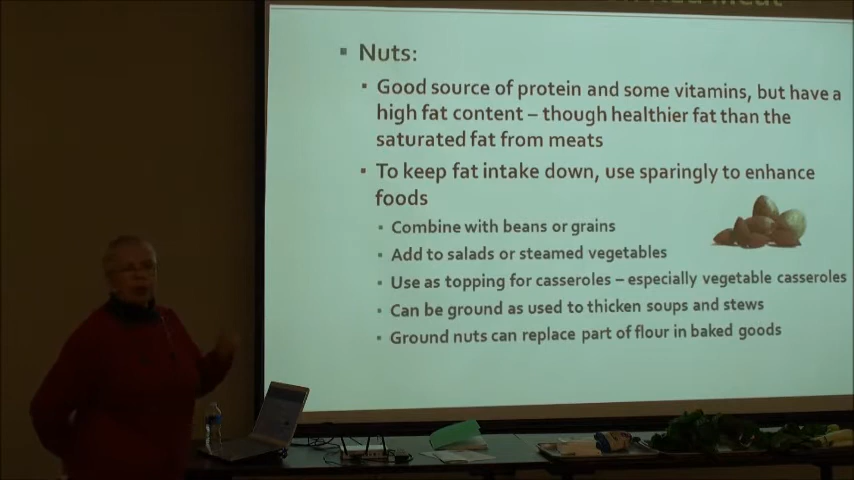 Meat
▪ Nuts:
▪ Good source of protein and some vitamins, but have a
high fat content – though healthier fat than the
saturated fat from meats
▪ To keep fat intake down, use sparingly to enhance
foods
▪ Combine with beans or grains
▪ Add to salads or steamed vegetables
▪ Use as topping for casseroles – especially vegetable casseroles
▪ Can be ground as used to thicken soups and stews
▪ Ground nuts can replace part of flour in baked goods